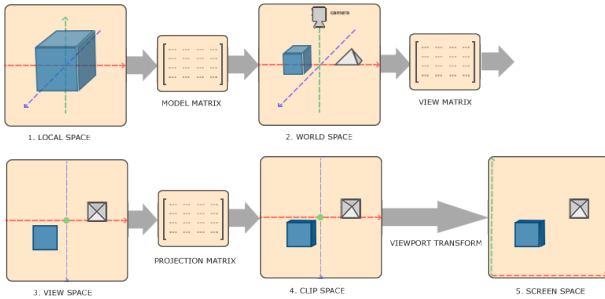 camera
MODEL MATRIX
VIEW MATRIX
1. LOCAL SPACE
2. WORLD SPACE
PROJECTION MATRIX
VIEWPORT TRANSFORM
3. VIEW SPACE
4. CLIP SPACE
5. SCREEN SPACE